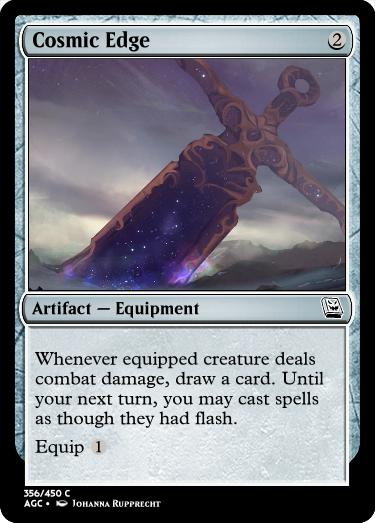 Cosmic Edge 2
Artifact — Equipment
Whenever equipped creature deals
combat damage, draw a card. Until
your next turn, you may cast spells
as though they had flash.
Equip 1
356/450 C
AGC • Johanna Rupprecht